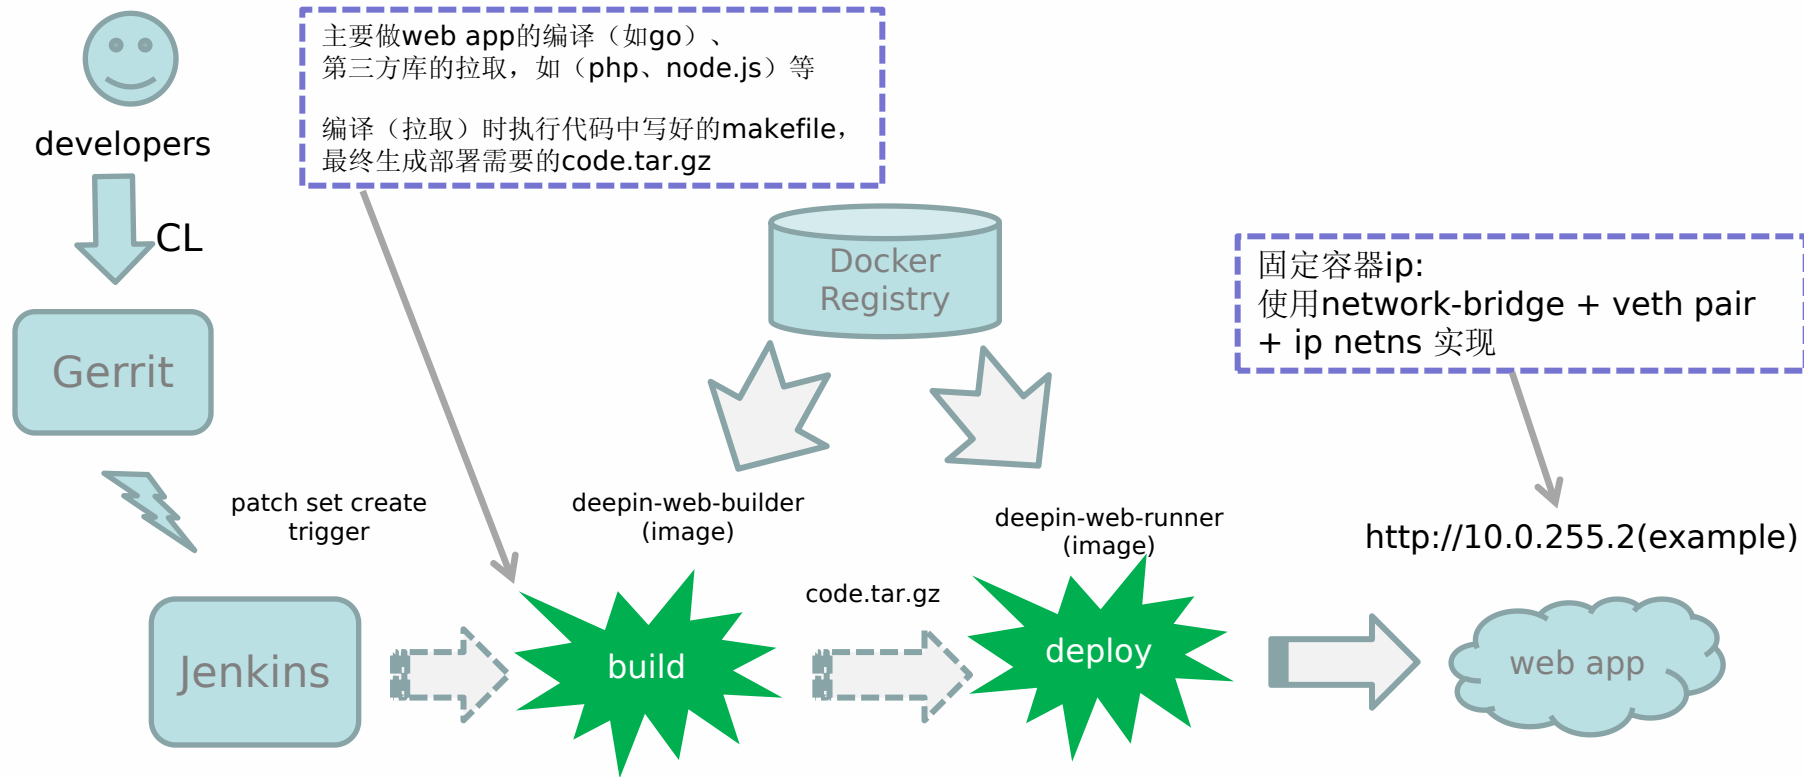 developers
CL
Gerrit
patch set create
trigger
Jenkins
主要做web app的编译（如go）、
第三方库的拉取，如（php、node.js）等
编译（拉取）时执行代码中写好的makefile，
最终生成部署需要的code.tar.gz
Docker
Registry
deepin-web-builder
(image)
deepin-web-runner
(image)
build
code.tar.gz
deploy
固定容器ip:
使用network-bridge + veth pair
+ ip netns 实现
http://10.0.255.2(example)
web app